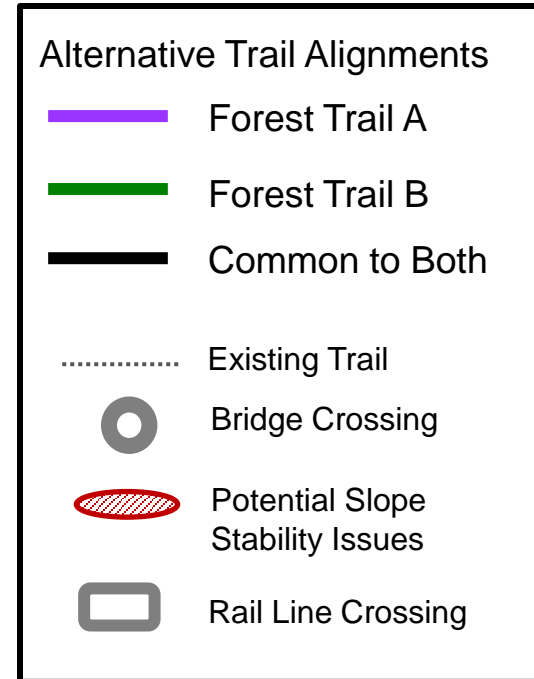 Alternative Trail Alignments
Forest Trail A
Forest Trail B
Common to Both
Existing Trail
Bridge Crossing
Potential Slope
Stability Issues
Rail Line Crossing